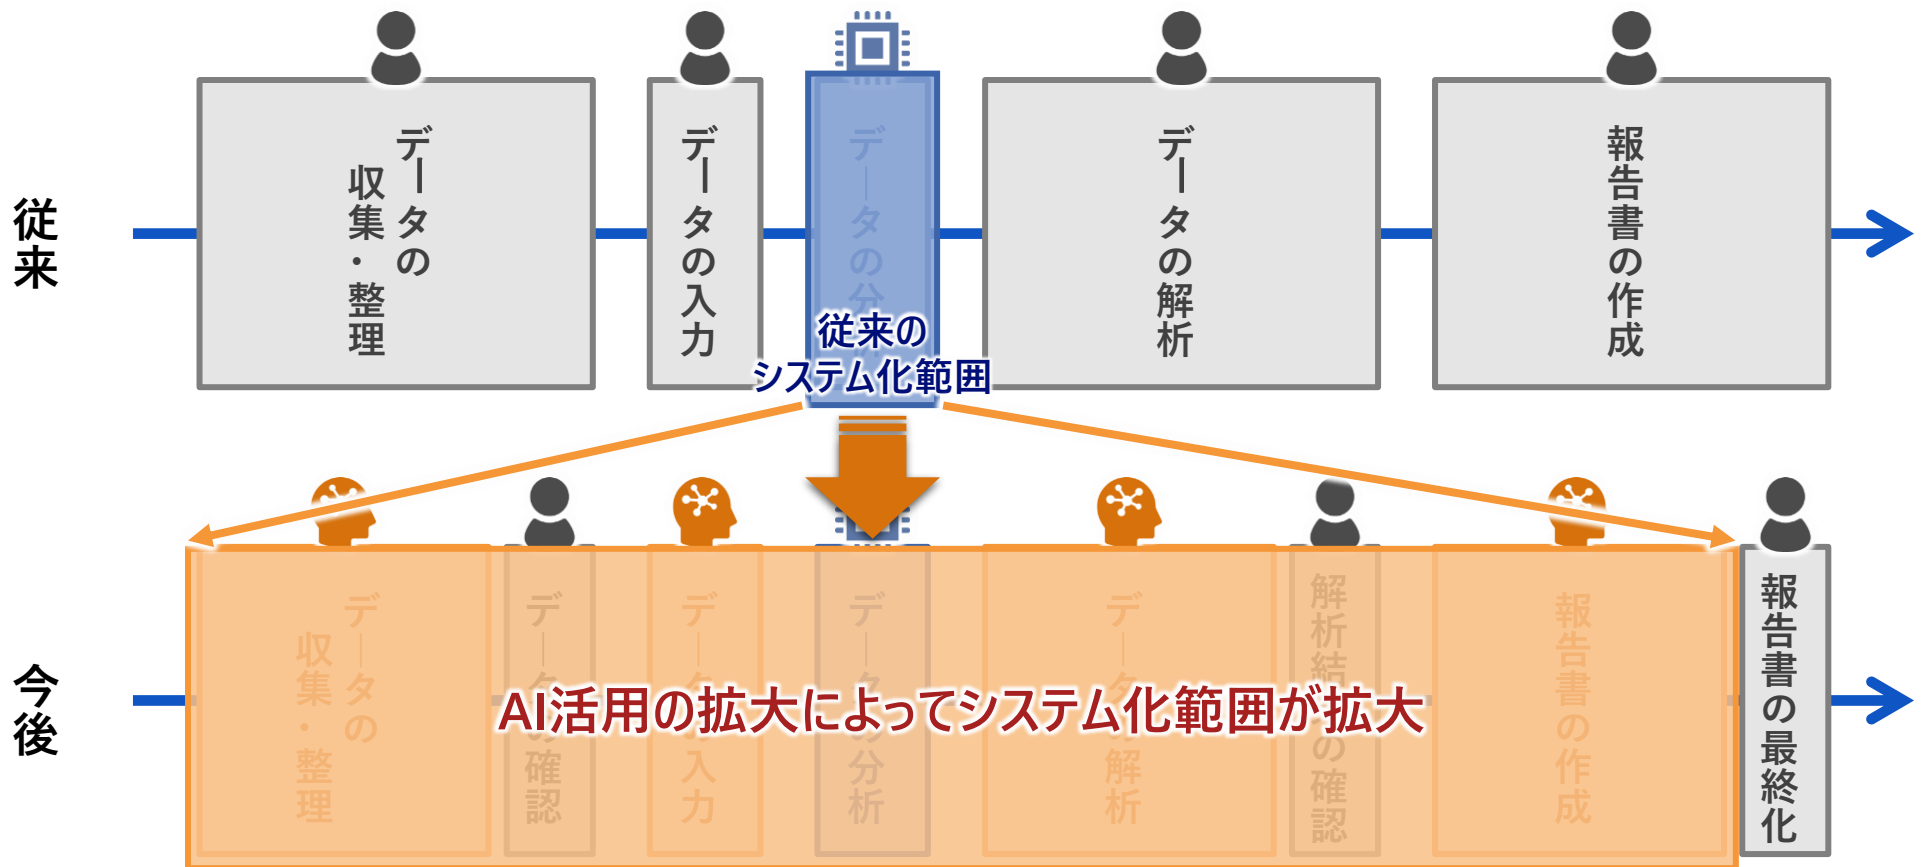 従来
データの
収集・整理
データの入力
データの分析
従来の
システム化範囲
データの解析
報告書の作成
今後
データの
収集・整理
データの確認
データの入力
データの分析
データの解析
解析結果の確認
報告書の作成
報告書の最終化
AI活用の拡大によってシステム化範囲が拡大